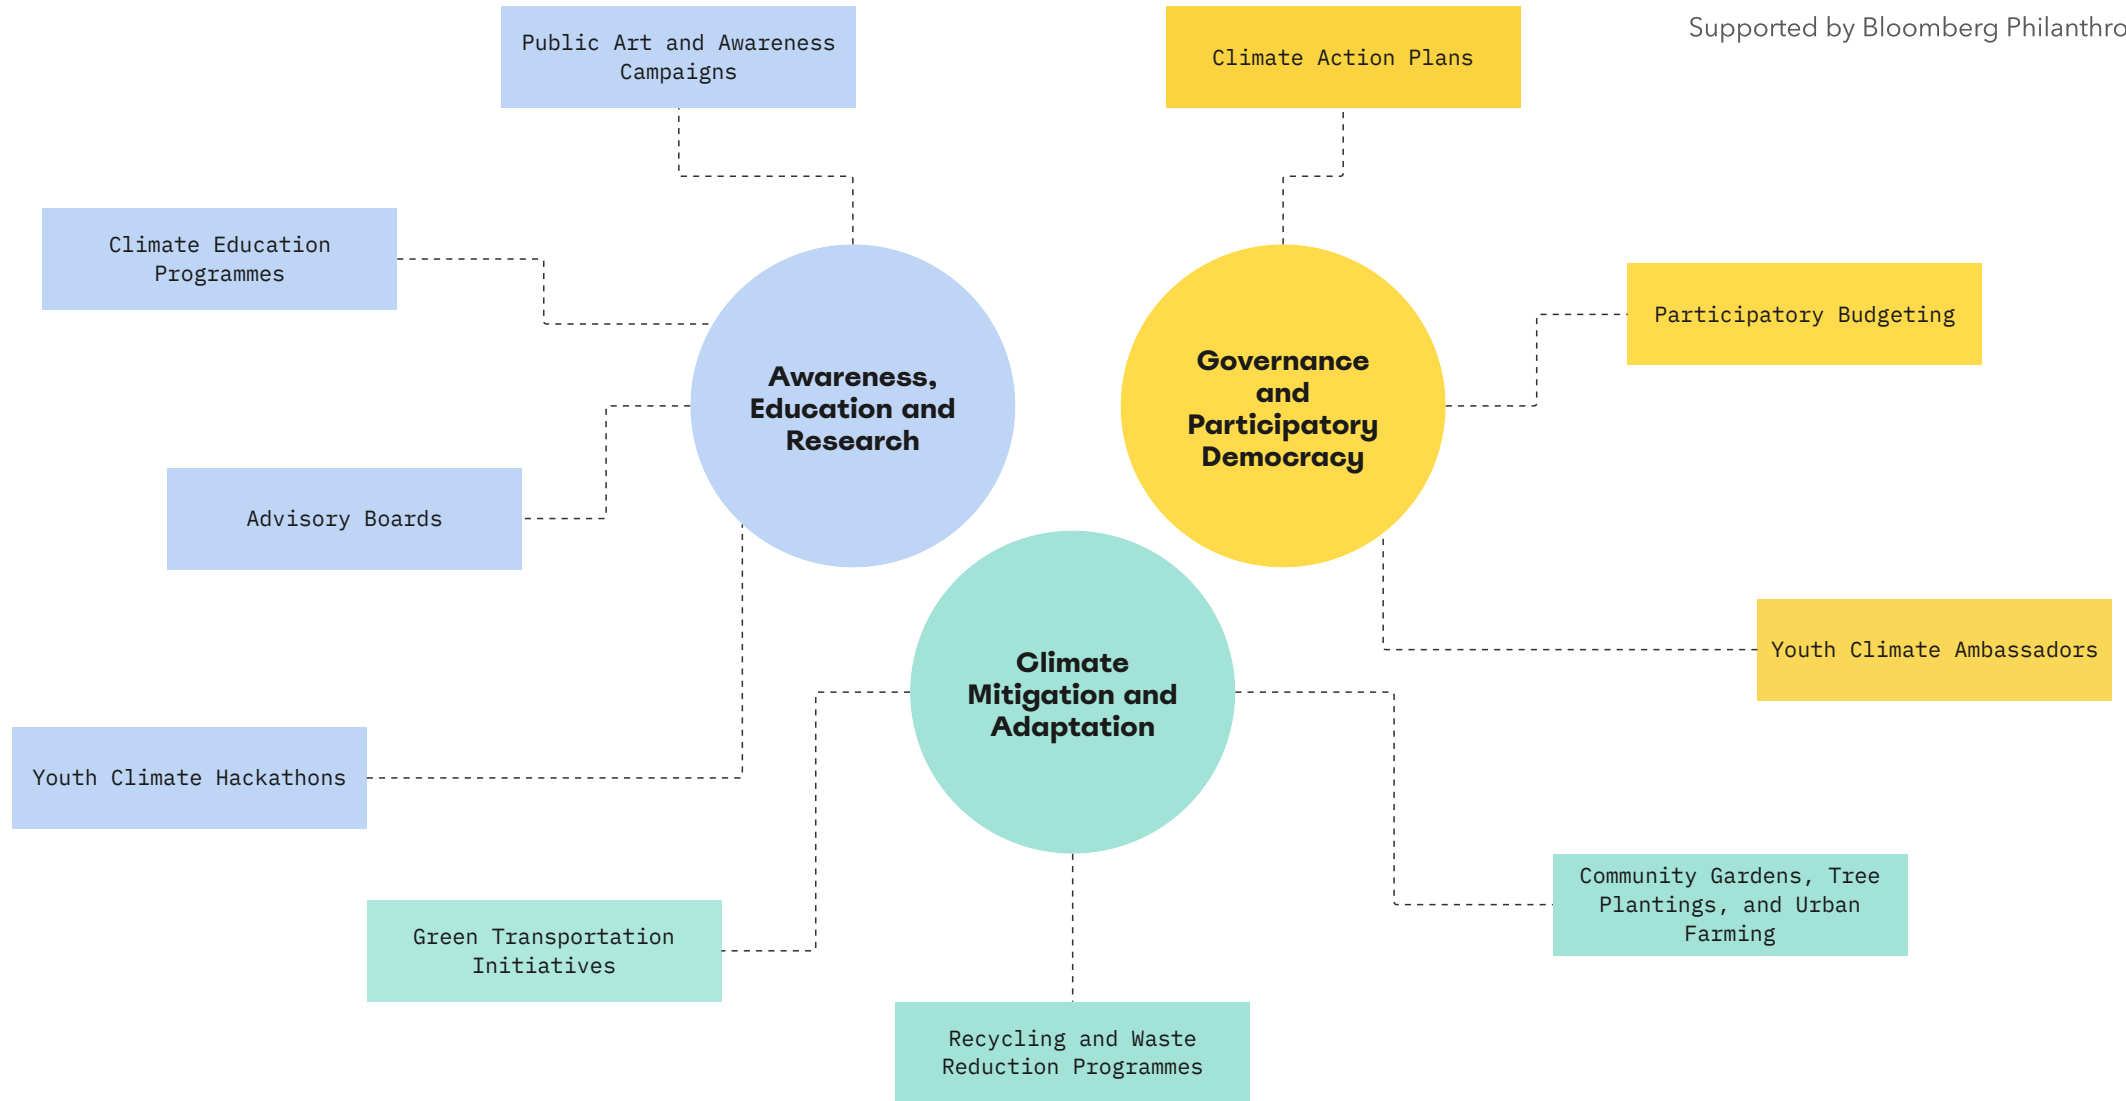 Supported by Bloomberg
Public Art and Awareness
Campaigns
Climate Action Plans
Climate Education
Programmes
Participatory Budgeting
Awareness,
Education and
Research
Governance
and
Participatory
Democracy
Advisory Boards
Youth Climate Ambassadors
Climate
Mitigation and
Adaptation
Youth Climate Hackathons
Green Transportation
Initiatives
Community Gardens, Tree
Plantings, and Urban
Farming
Recycling and Waste
Reduction Programmes